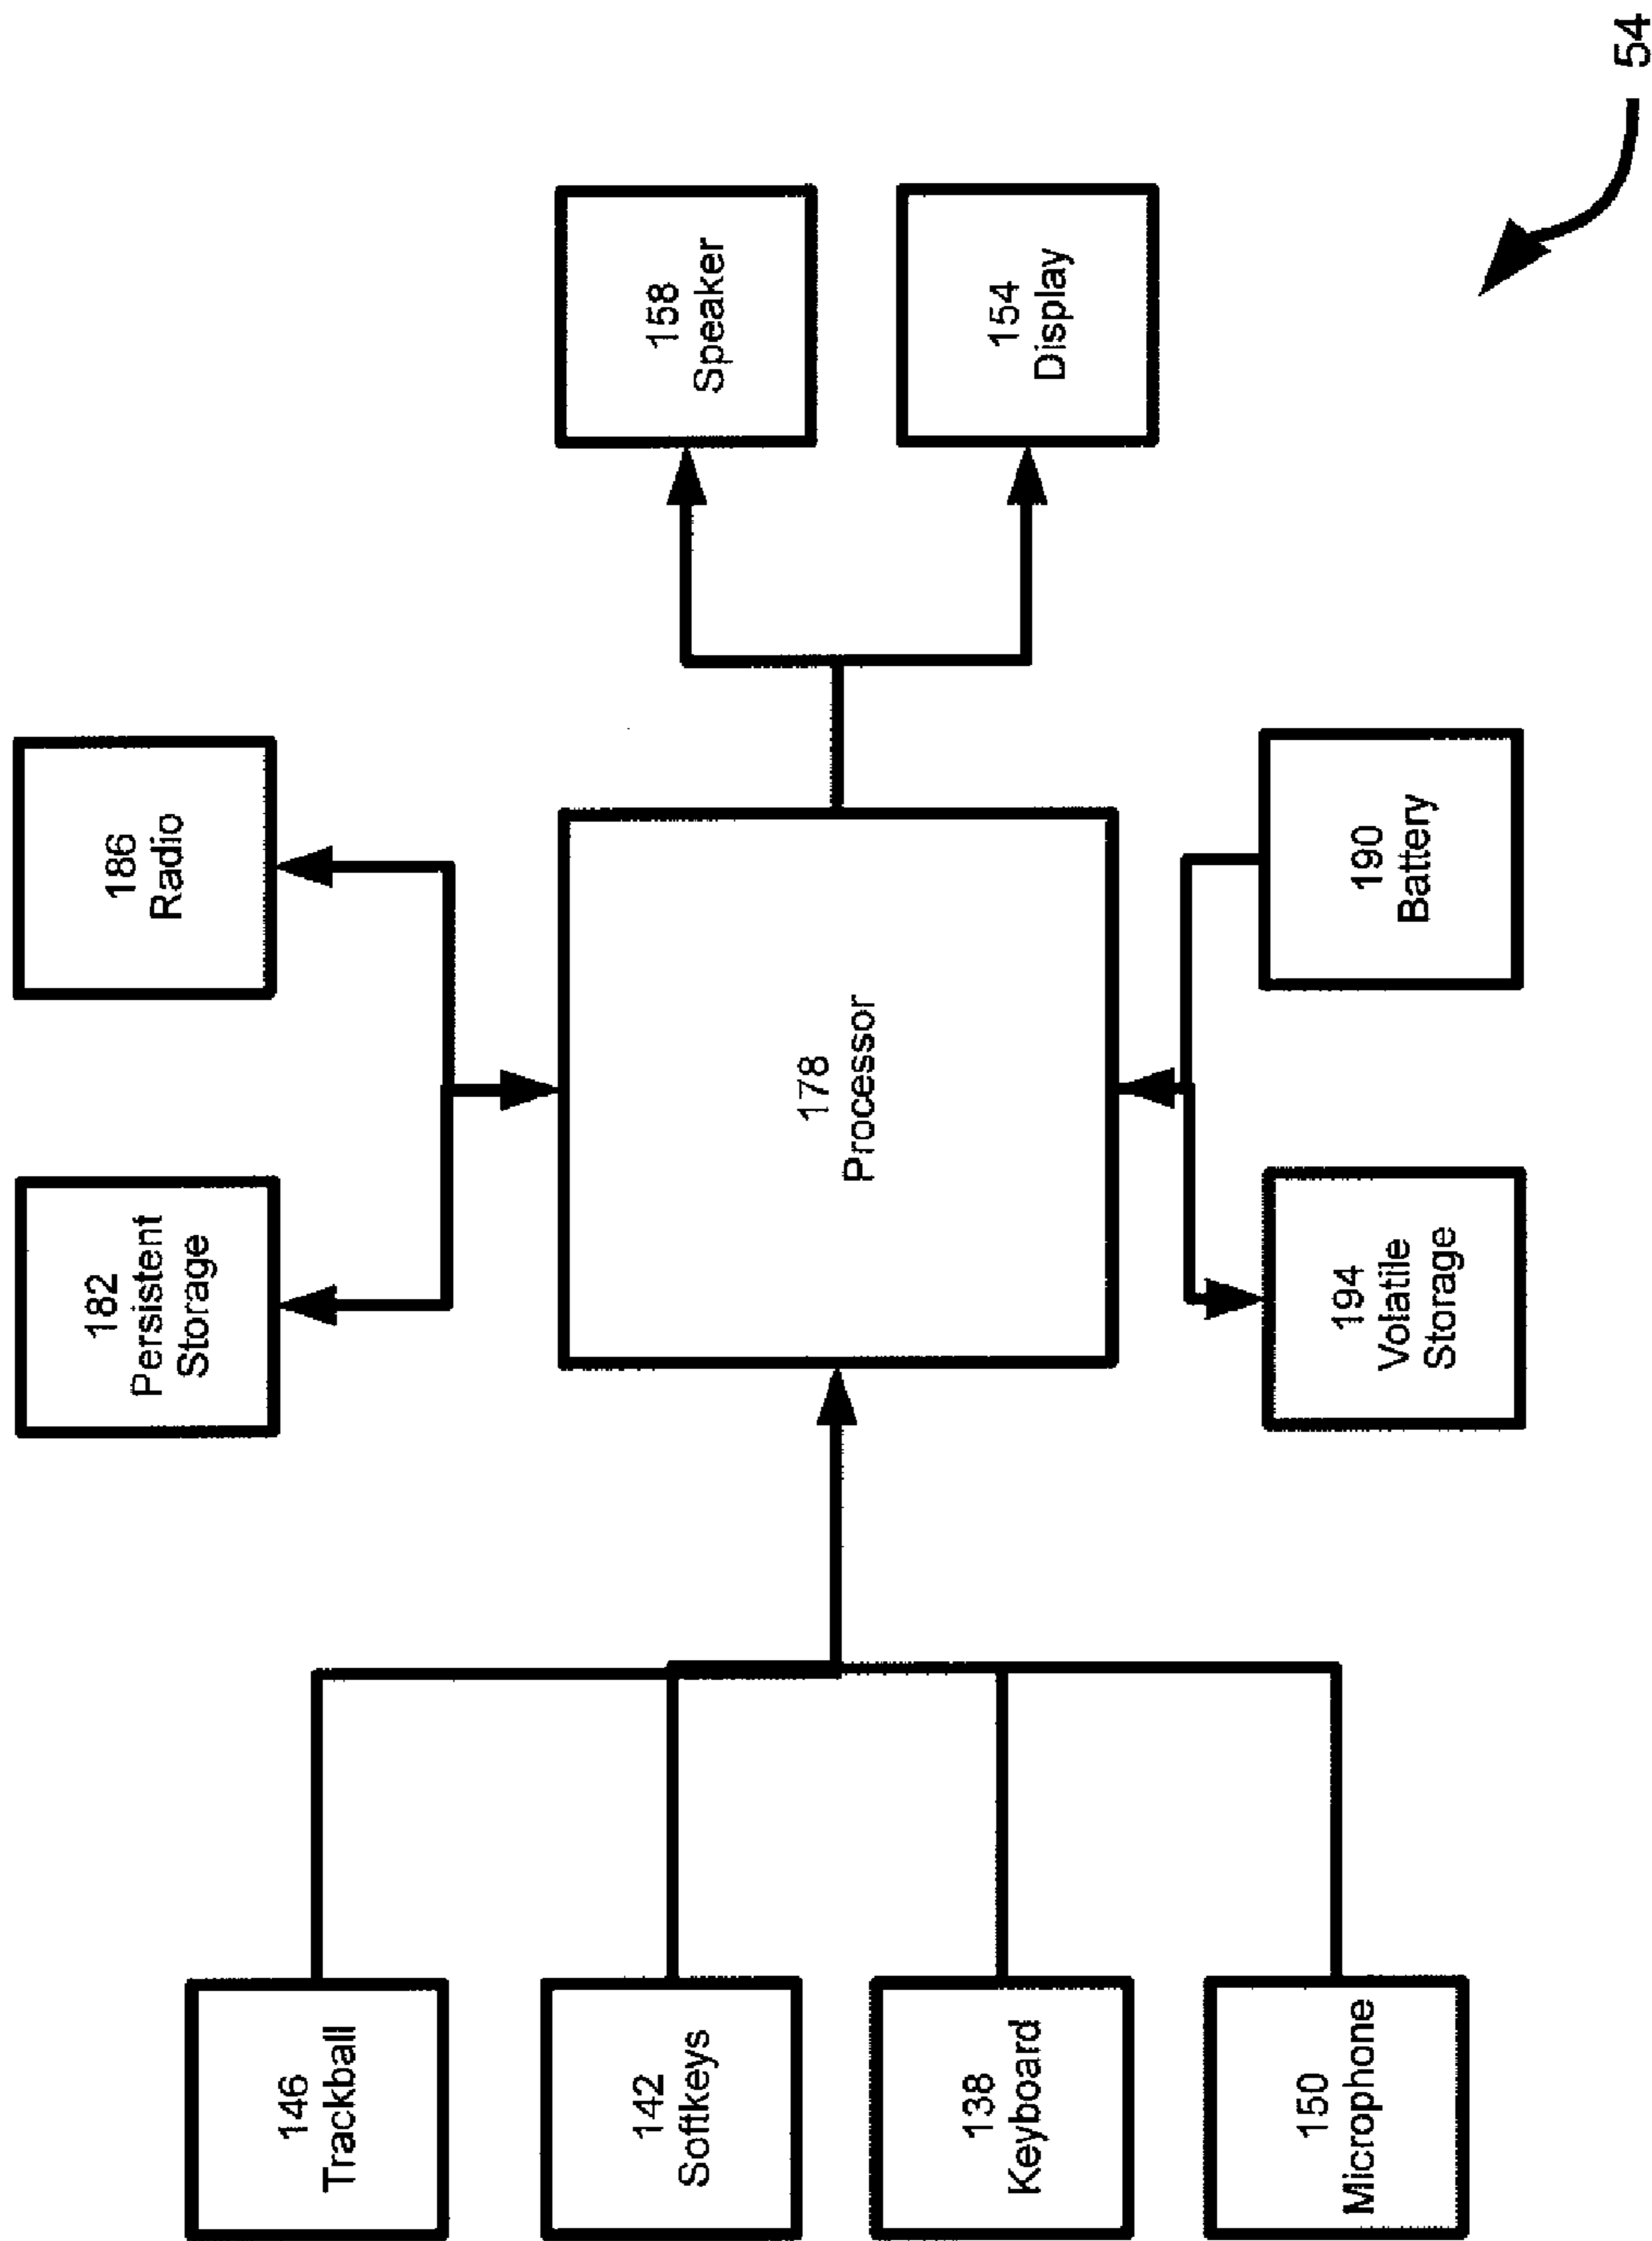 146
Trackball
142
Softkeys
138
Keyboard
150
Microphone
182
Persistent
Storage
186
Radio
178
Processor
194
Volatile
Storage
190
Battery
158
Speaker
154
Display
54